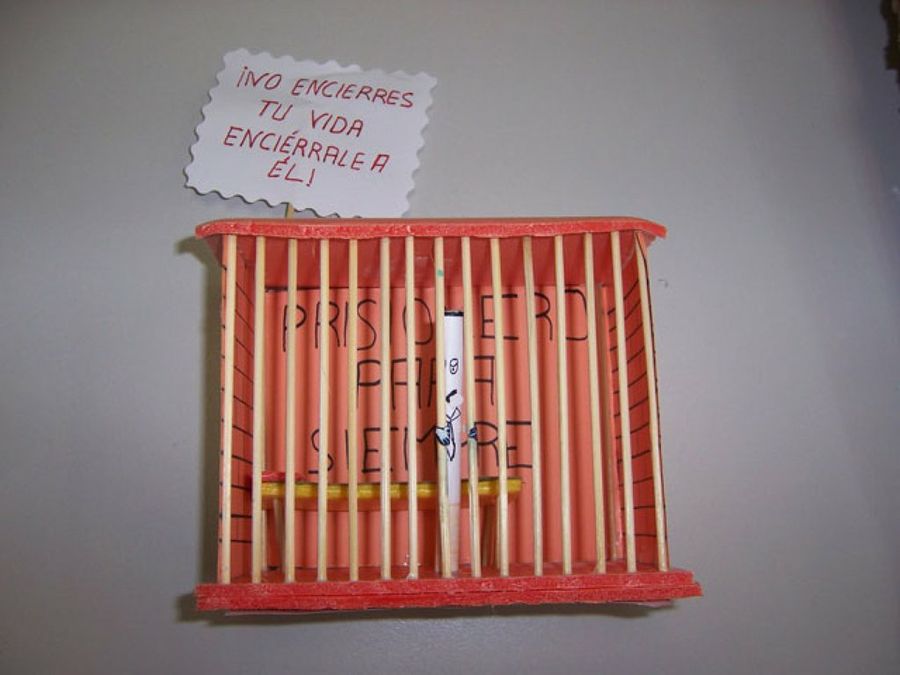 ¡NO ENCIERRES
TU VIDA
ENCIÉRRALE A
ÉL!
PRISIONERO
PARA
SIEMPRE